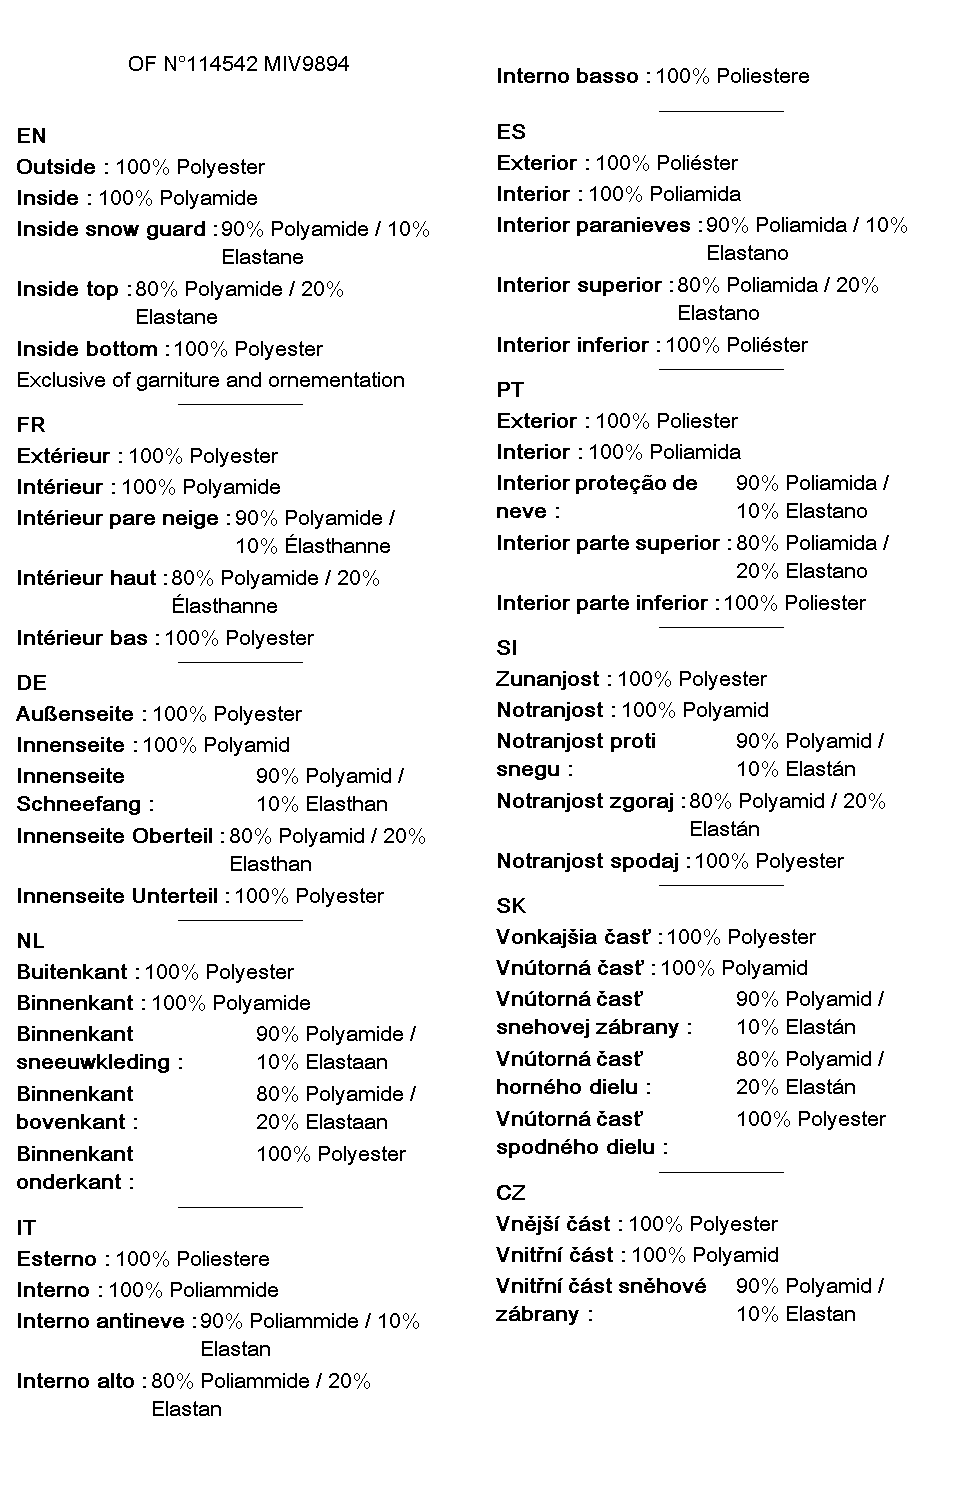 OF N°114542 MIV9894
EN
Outside : 100% Polyester
Inside : 100% Polyamide
Inside snow guard : 90% Polyamide / 10%
Elastane
Inside top : 80% Polyamide / 20%
Elastane
Inside bottom : 100% Polyester
Exclusive of garniture and ornementation
FR
Extérieur : 100% Polyester
Intérieur : 100% Polyamide
Intérieur pare neige : 90% Polyamide /
10% Élasthanne
Intérieur haut : 80% Polyamide / 20%
Élasthanne
Intérieur bas : 100% Polyester
DE
Außenseite : 100% Polyester
Innenseite : 100% Polyamid
Innenseite 90% Polyamid /
Schneefang : 10% Elasthan
Innenseite Oberteil : 80% Polyamid / 20%
Elasthan
Innenseite Unterteil : 100% Polyester
NL
Buitenkant : 100% Polyester
Binnenkant : 100% Polyamide
Binnenkant 90% Polyamide /
sneeuwkleding : 10% Elastaan
Binnenkant 80% Polyamide /
bovenkant : 20% Elastaan
Binnenkant 100% Polyester
onderkant :
IT
Esterno : 100% Poliestere
Interno : 100% Poliammide
Interno antineve : 90% Poliammide / 10%
Elastan
Interno alto : 80% Poliammide / 20%
Elastan
Interno basso : 100% Poliestere
ES
Exterior : 100% Poliéster
Interior : 100% Poliamida
Interior paranieves : 90% Poliamida / 10%
Elastano
Interior superior : 80% Poliamida / 20%
Elastano
Interior inferior : 100% Poliéster
PT
Exterior : 100% Poliester
Interior : 100% Poliamida
Interior proteção de 90% Poliamida /
neve : 10% Elastano
Interior parte superior : 80% Poliamida /
20% Elastano
Interior parte inferior : 100% Poliester
SI
Zunanjost : 100% Polyester
Notranjost : 100% Polyamid
Notranjost proti 90% Polyamid /
snegu : 10% Elastán
Notranjost zgoraj : 80% Polyamid / 20%
Elastán
Notranjost spodaj : 100% Polyester
SK
Vonkajšia časť : 100% Polyester
Vnútorná časť : 100% Polyamid
Vnútorná časť 90% Polyamid /
snehovej zábrany : 10% Elastán
Vnútorná časť 80% Polyamid /
horného dielu : 20% Elastán
Vnútorná časť 100% Polyester
spodného dielu :
CZ
Vnější část : 100% Polyester
Vnitřní část : 100% Polyamid
Vnitřní část sněhové 90% Polyamid /
zábrany : 10% Elastan